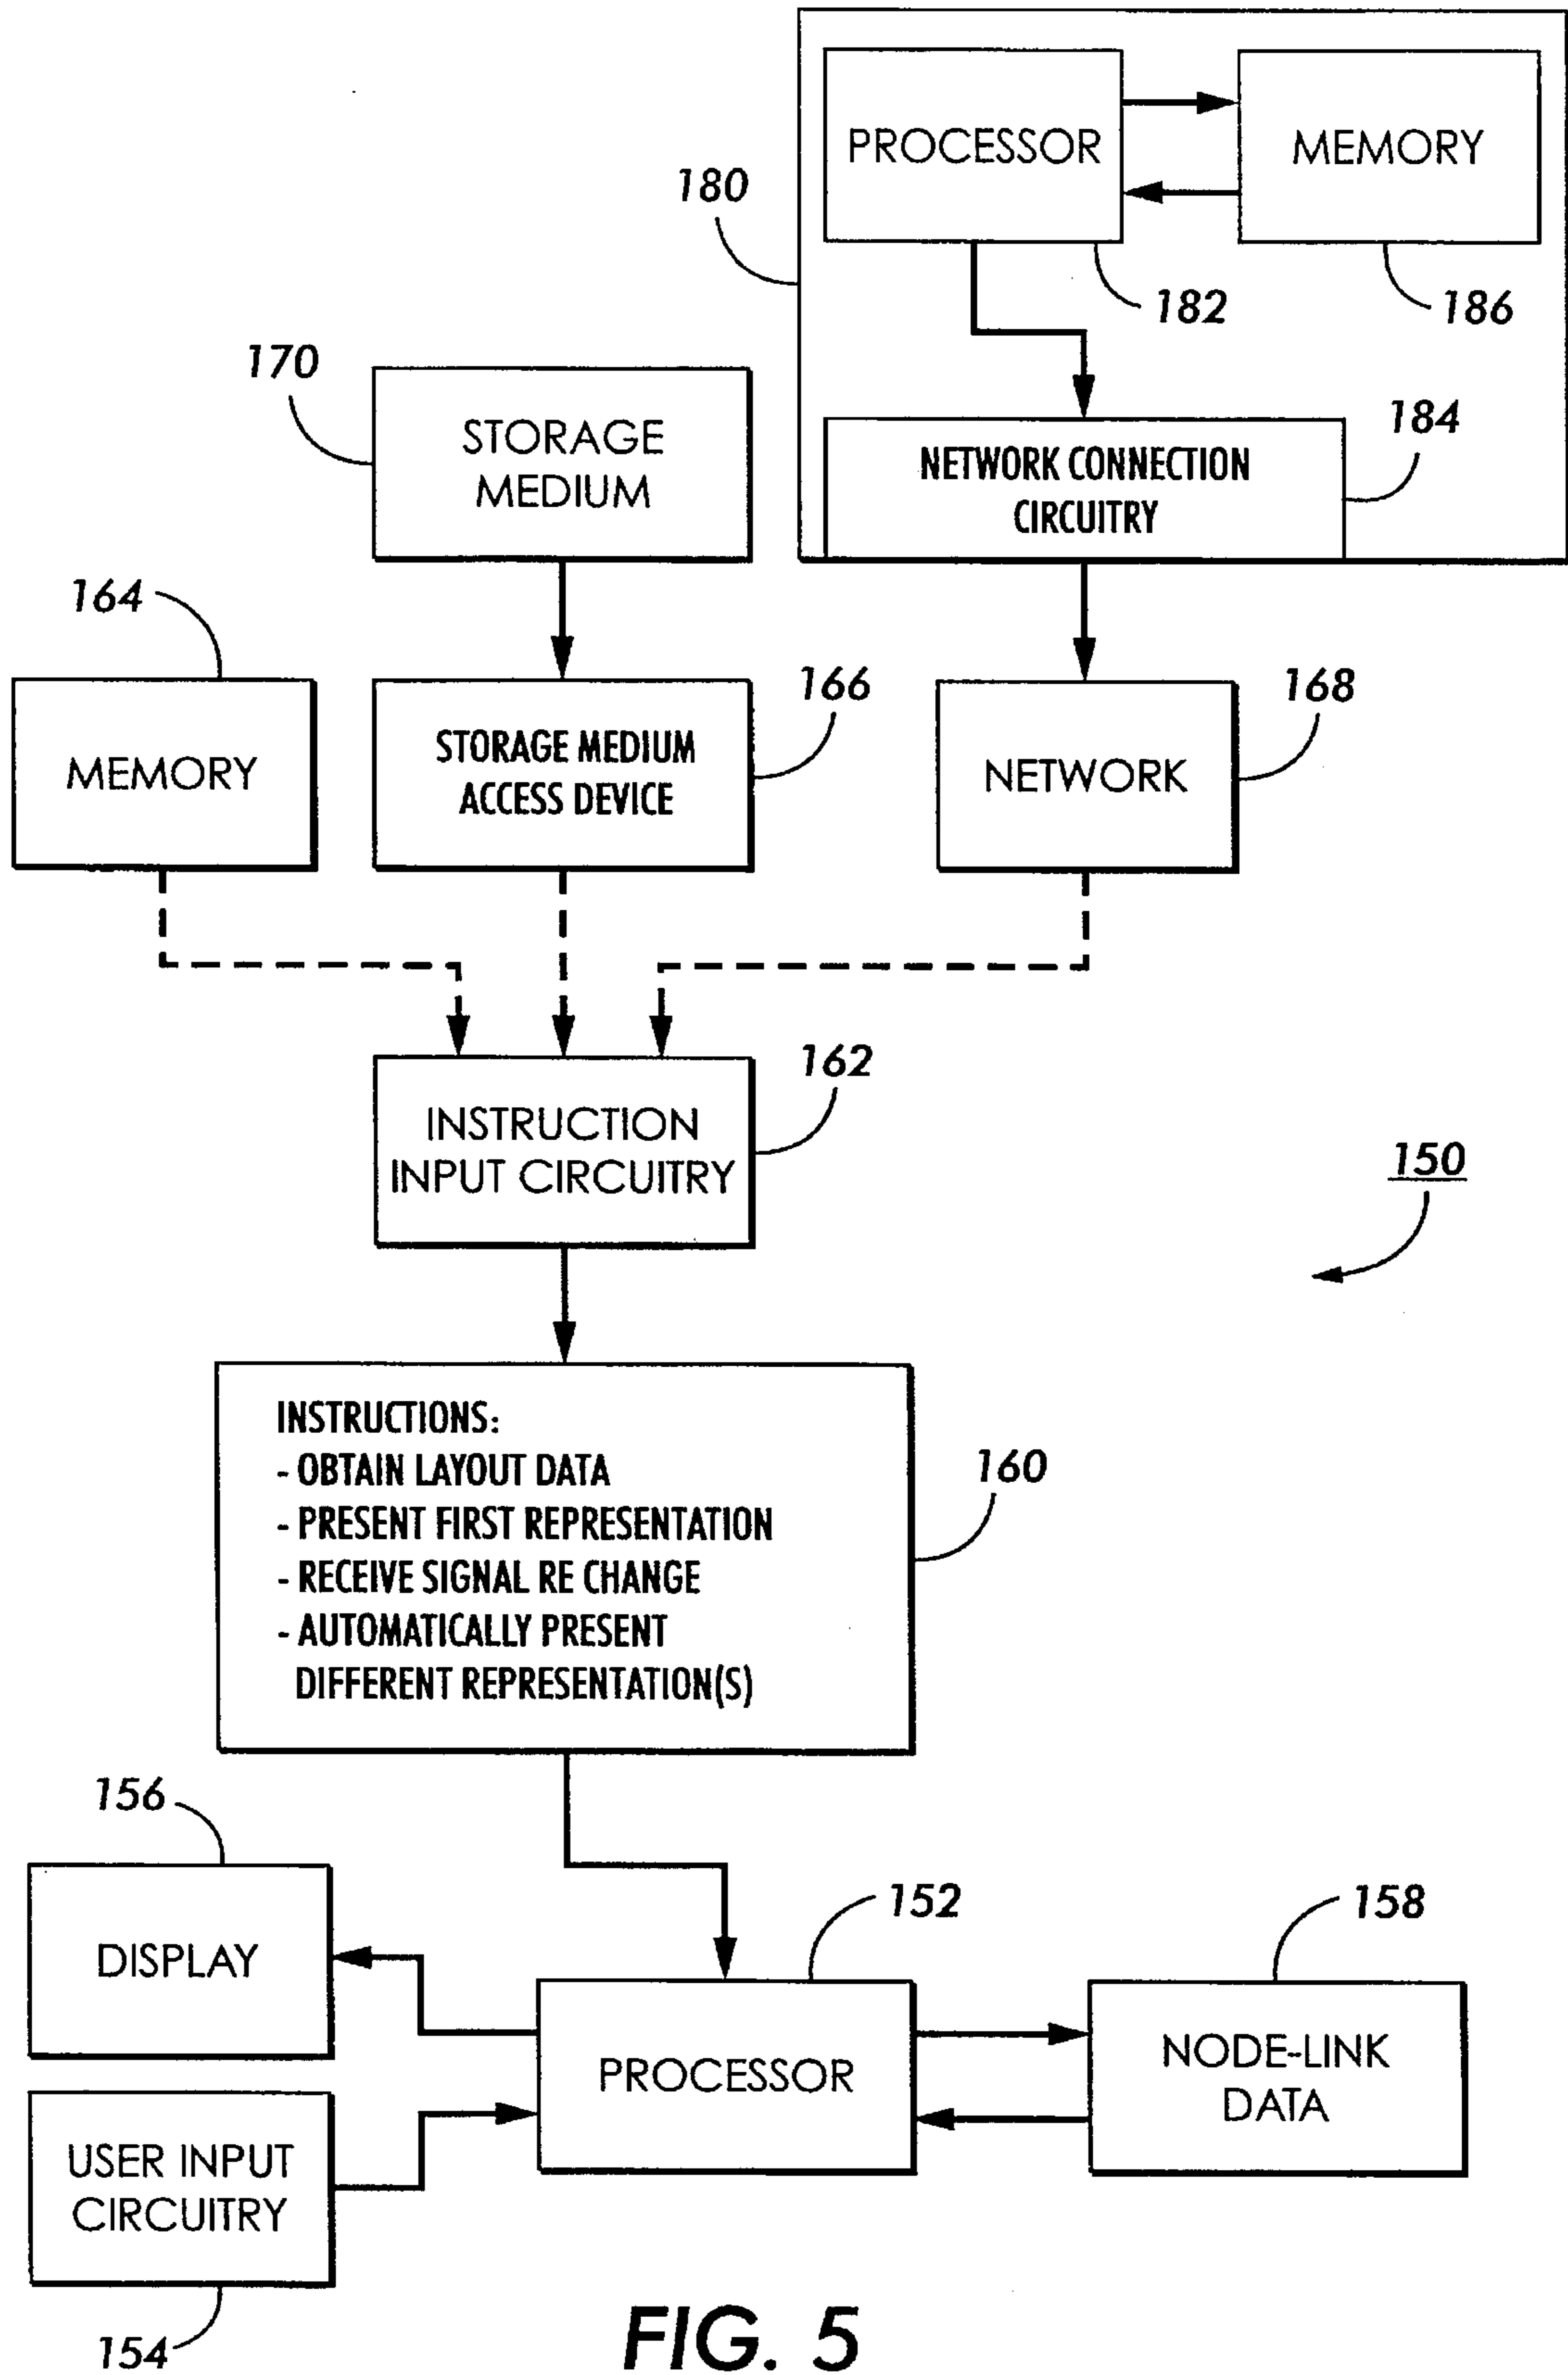 PROCESSOR
MEMORY
180
182
186
170
STORAGE
MEDIUM
184
NETWORK CONNECTION
CIRCUITRY
164
166
168
MEMORY
STORAGE MEDIUM
ACCESS DEVICE
NETWORK
162
INSTRUCTION
INPUT CIRCUITRY
150
INSTRUCTIONS:
- OBTAIN LAYOUT DATA
- PRESENT FIRST REPRESENTATION
- RECEIVE SIGNAL RE CHANGE
- AUTOMATICALLY PRESENT
DIFFERENT REPRESENTATION(S)
160
156
152
158
DISPLAY
PROCESSOR
NODE-LINK
DATA
USER INPUT
CIRCUITRY
154
FIG. 5